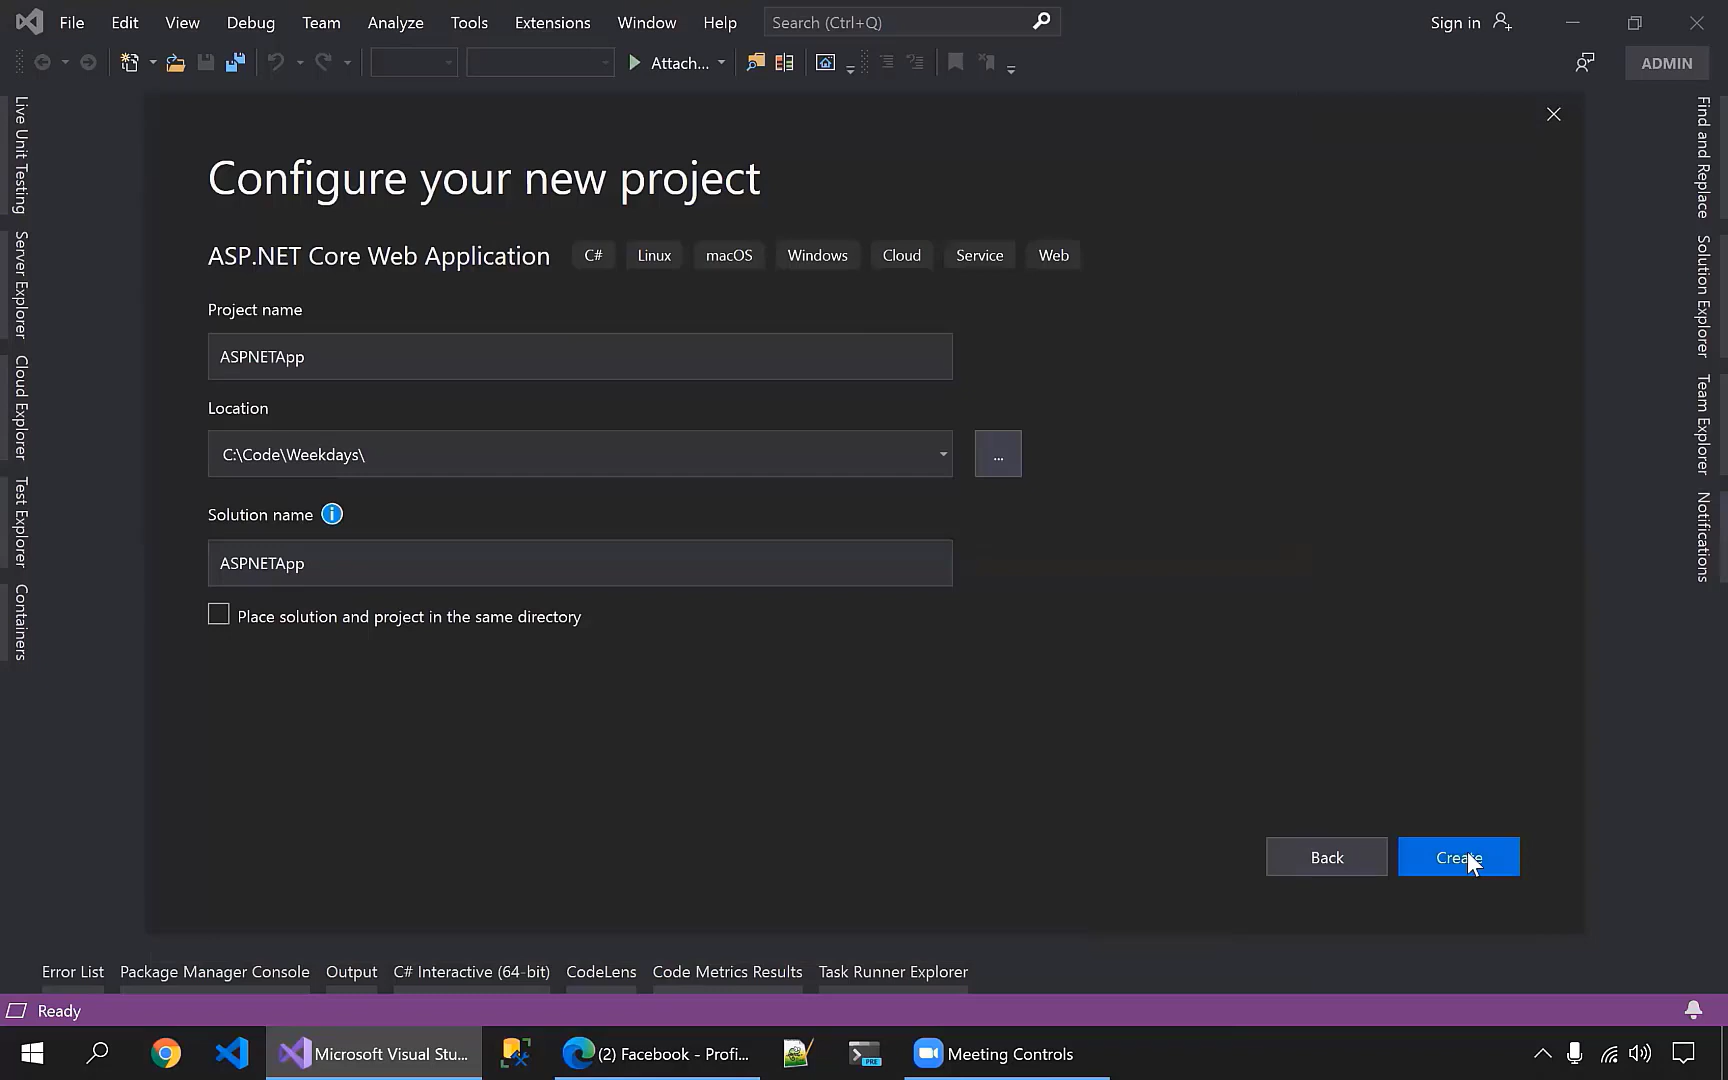 File Edit View Debug Team Analyze Tools Extensions Window Help Search (Ctrl+Q) Sign in
Attach... ADMIN
Live Unit Testing
Server Explorer
Cloud Explorer
Test Explorer
Containers
Configure your new project
ASP.NET Core Web Application C# Linux macOS Windows Cloud Service Web
Project name
ASPNETApp
Location
C:\Code\Weekdays\
...
Solution name i
ASPNETApp
Place solution and project in the same directory
Back Create
Find and Replace
Solution Explorer
Team Explorer
Notifications
Error List Package Manager Console Output C# Interactive (64-bit) CodeLens Code Metrics Results Task Runner Explorer
Ready
Microsoft Visual Stu... (2) Facebook - Profi... PRE Meeting Controls